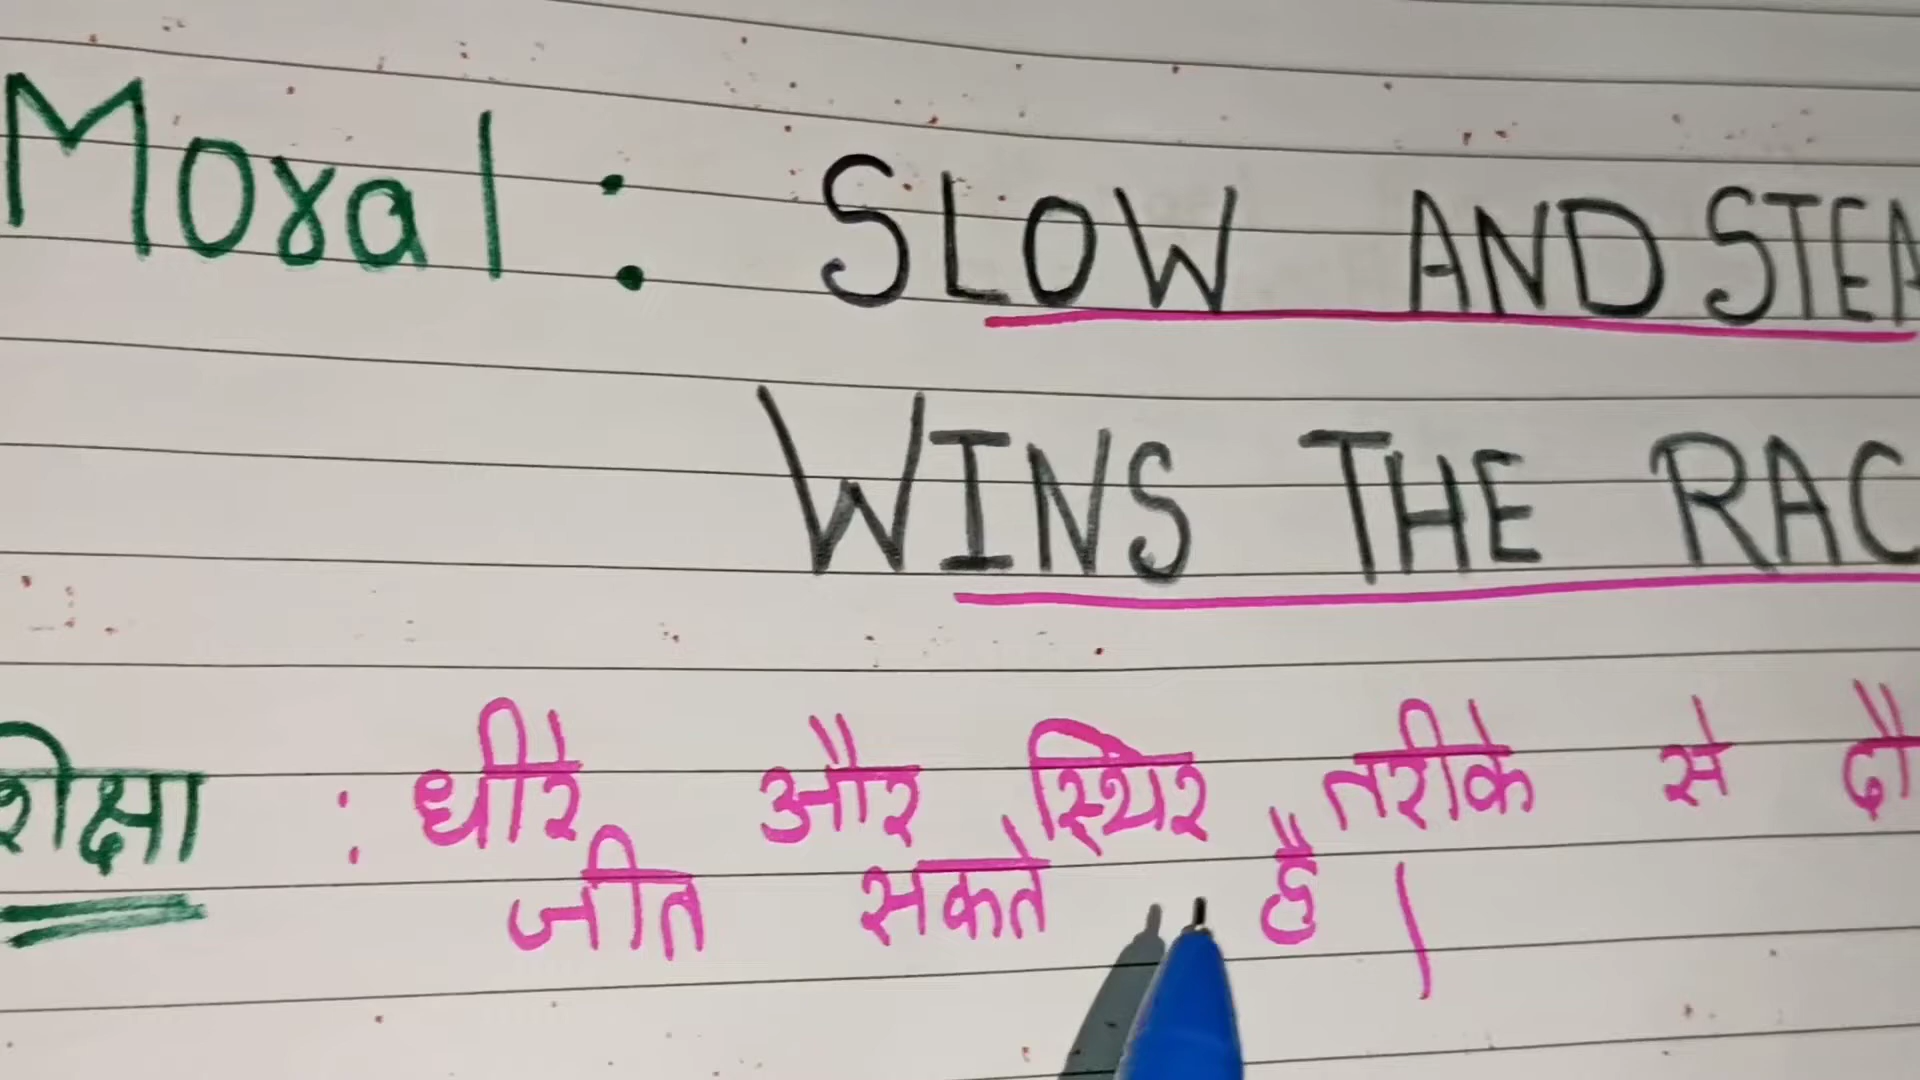 Moral : SLOW AND STEA
WINS THE RAC
शिक्षा : धीरे और स्थिर तरीके से दौ
जीत सकते है |